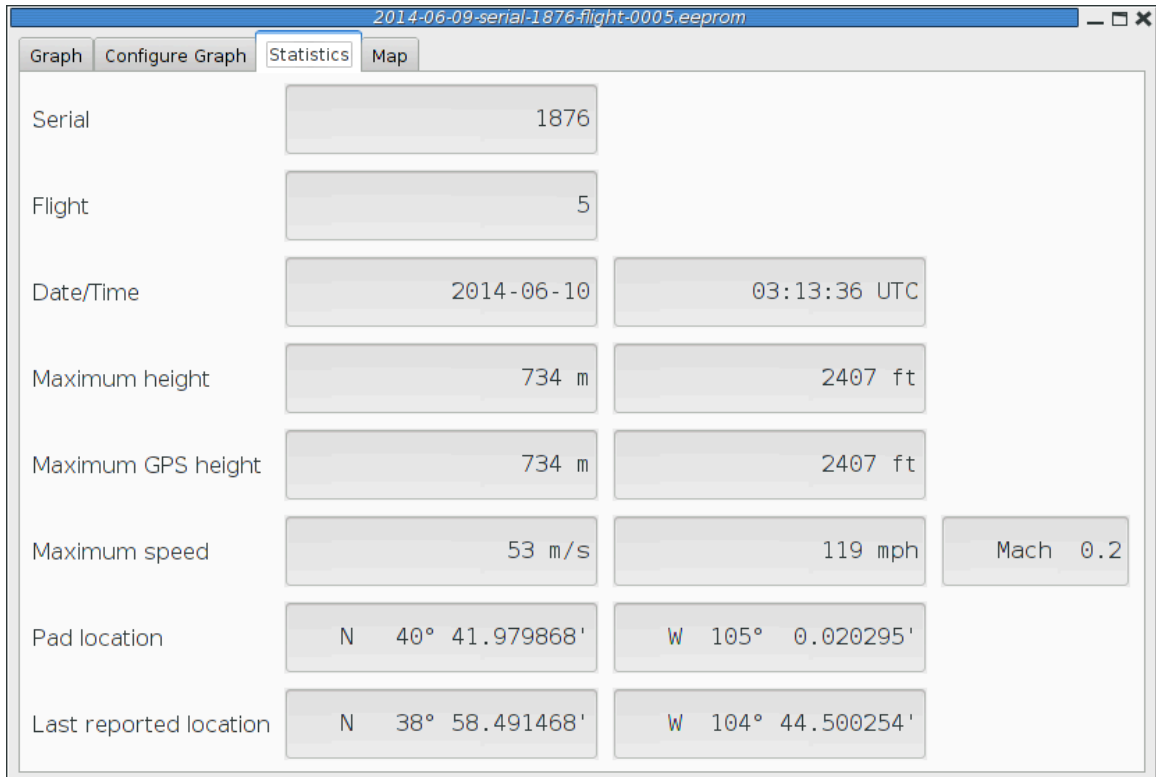 2014-06-09-serial-1876-flight-0005.eeprom
Graph Configure Graph Statistics Map
Serial 1876
Flight 5
Date/Time 2014-06-10 03:13:36 UTC
Maximum height 734 m 2407 ft
Maximum GPS height 734 m 2407 ft
Maximum speed 53 m/s 119 mph Mach 0.2
Pad location N 40° 41.979868' W 105° 0.020295'
Last reported location N 38° 58.491468' W 104° 44.500254'